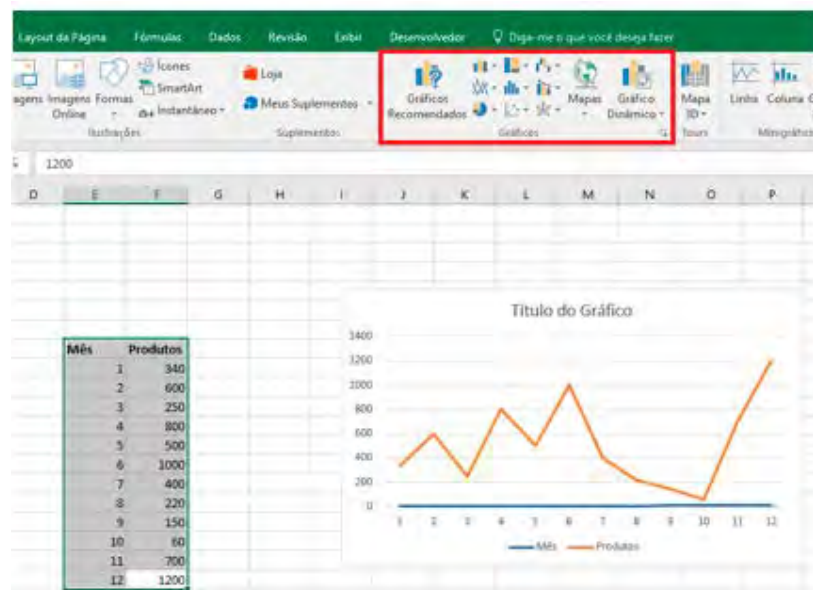 Layout da Página Fórmulas Dados Revisão Exibir Desenvolvedor Diga-me o que você deseja fazer
Ícones
SmartArt
Instantâneo
agens Imagens Online Formas
Ilustrações
Loja
Meus Suplementos
Suplementos
Gráficos Recomendados
Mapas
Gráfico Dinâmico
Gráficos
Mapa 3D
Tours
Linha Coluna G
Minigráfico
1200
D E F G H I J K L M N O P
Título do Gráfico
Mês Produtos
1 340
2 600
3 250
4 800
5 500
6 1000
7 400
8 220
9 150
10 60
11 700
12 1200
1400
1200
1000
800
600
400
200
0
1 2 3 4 5 6 7 8 9 10 11 12
Mês Produtos